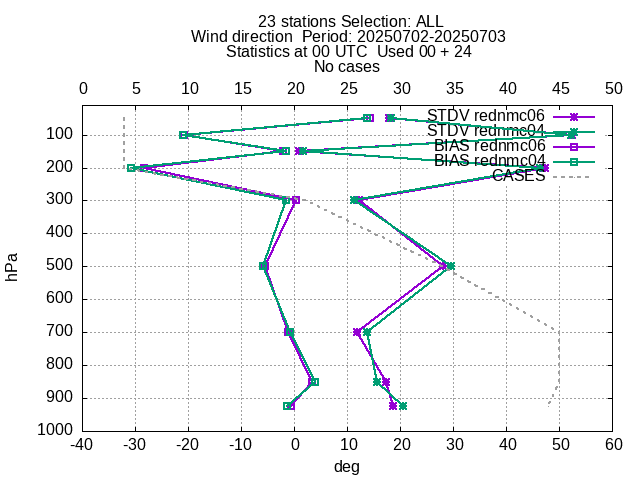 23 stations Selection: ALL
Wind direction  Period: 20250702-20250703
Statistics at 00 UTC  Used 00 + 24
No cases
0 5 10 15 20 25 30 35 40 45 50
STDV rednmc06
STDV rednmc04
BIAS rednmc06
BIAS rednmc04
CASES
100
200
300
400
500
600
700
800
900
1000
hPa
-40 -30 -20 -10 0 10 20 30 40 50 60
deg